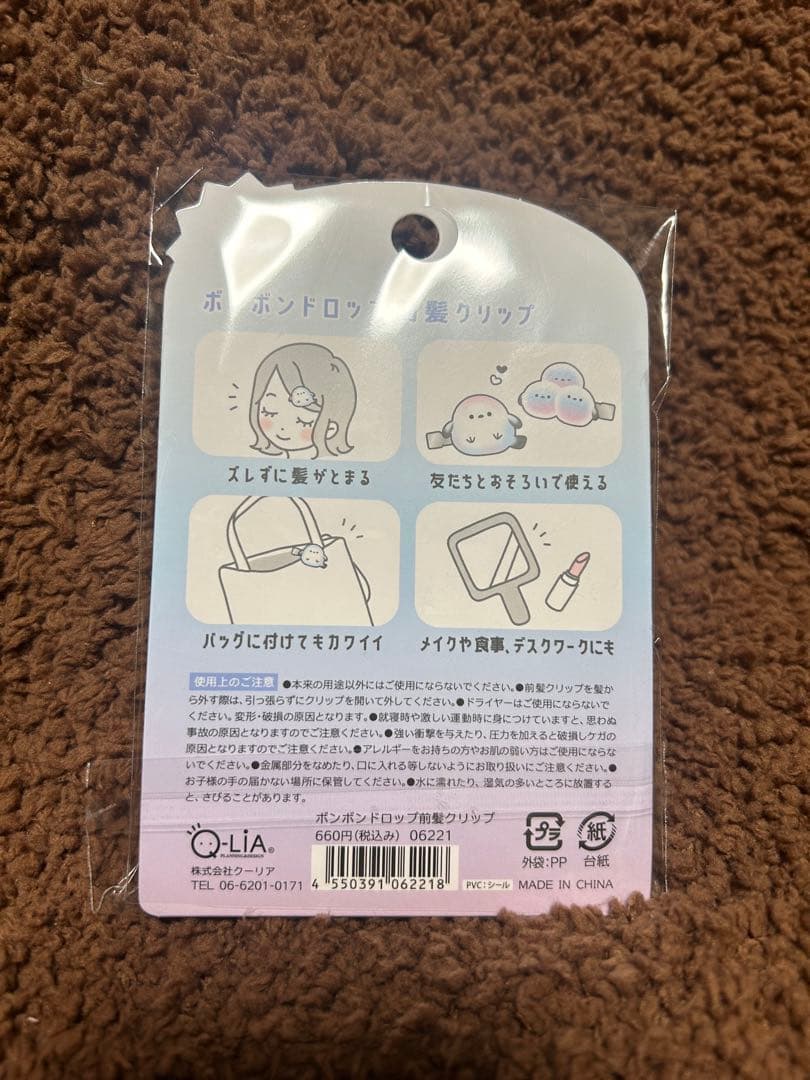 ボンボンドロップ前髪クリップ
ズレずに髪がとまる
友たちとおそろいで使える
バッグに付けてもカワイイ
メイクや食事、デスクワークにも
使用上のご注意 ●本来の用途以外にはご使用にならないでください。●前髪クリップを髪
から外す際は、引っ張らずにクリップを開いて外してください。●ドライヤーはご使用にならないで
ください。変形・破損の原因となります。●就寝時や激しい運動時に身につけていますと、思わぬ
事故の原因となりますのでご注意ください。●強い衝撃を与えたり、圧力を加えると破損しケガの
原因となりますのでご注意ください。●アレルギーをお持ちの方やお肌の弱い方はご使用にならな
いでください。●金属部分をなめたり、口に入れる等しないようにお取り扱いにご注意ください。●
お子様の手の届かない場所に保管してください。●水に濡れたり、湿気の多いところに放置する
と、さびることがあります。
Q-LiA®
PLANNING&DESIGN
株式会社クーリア
TEL 06-6201-0171
ボンボンドロップ前髪クリップ
660円(税込み) 06221
4 550391 062218
PVC:シール
プラ
外袋:PP
紙
台紙
MADE IN CHINA